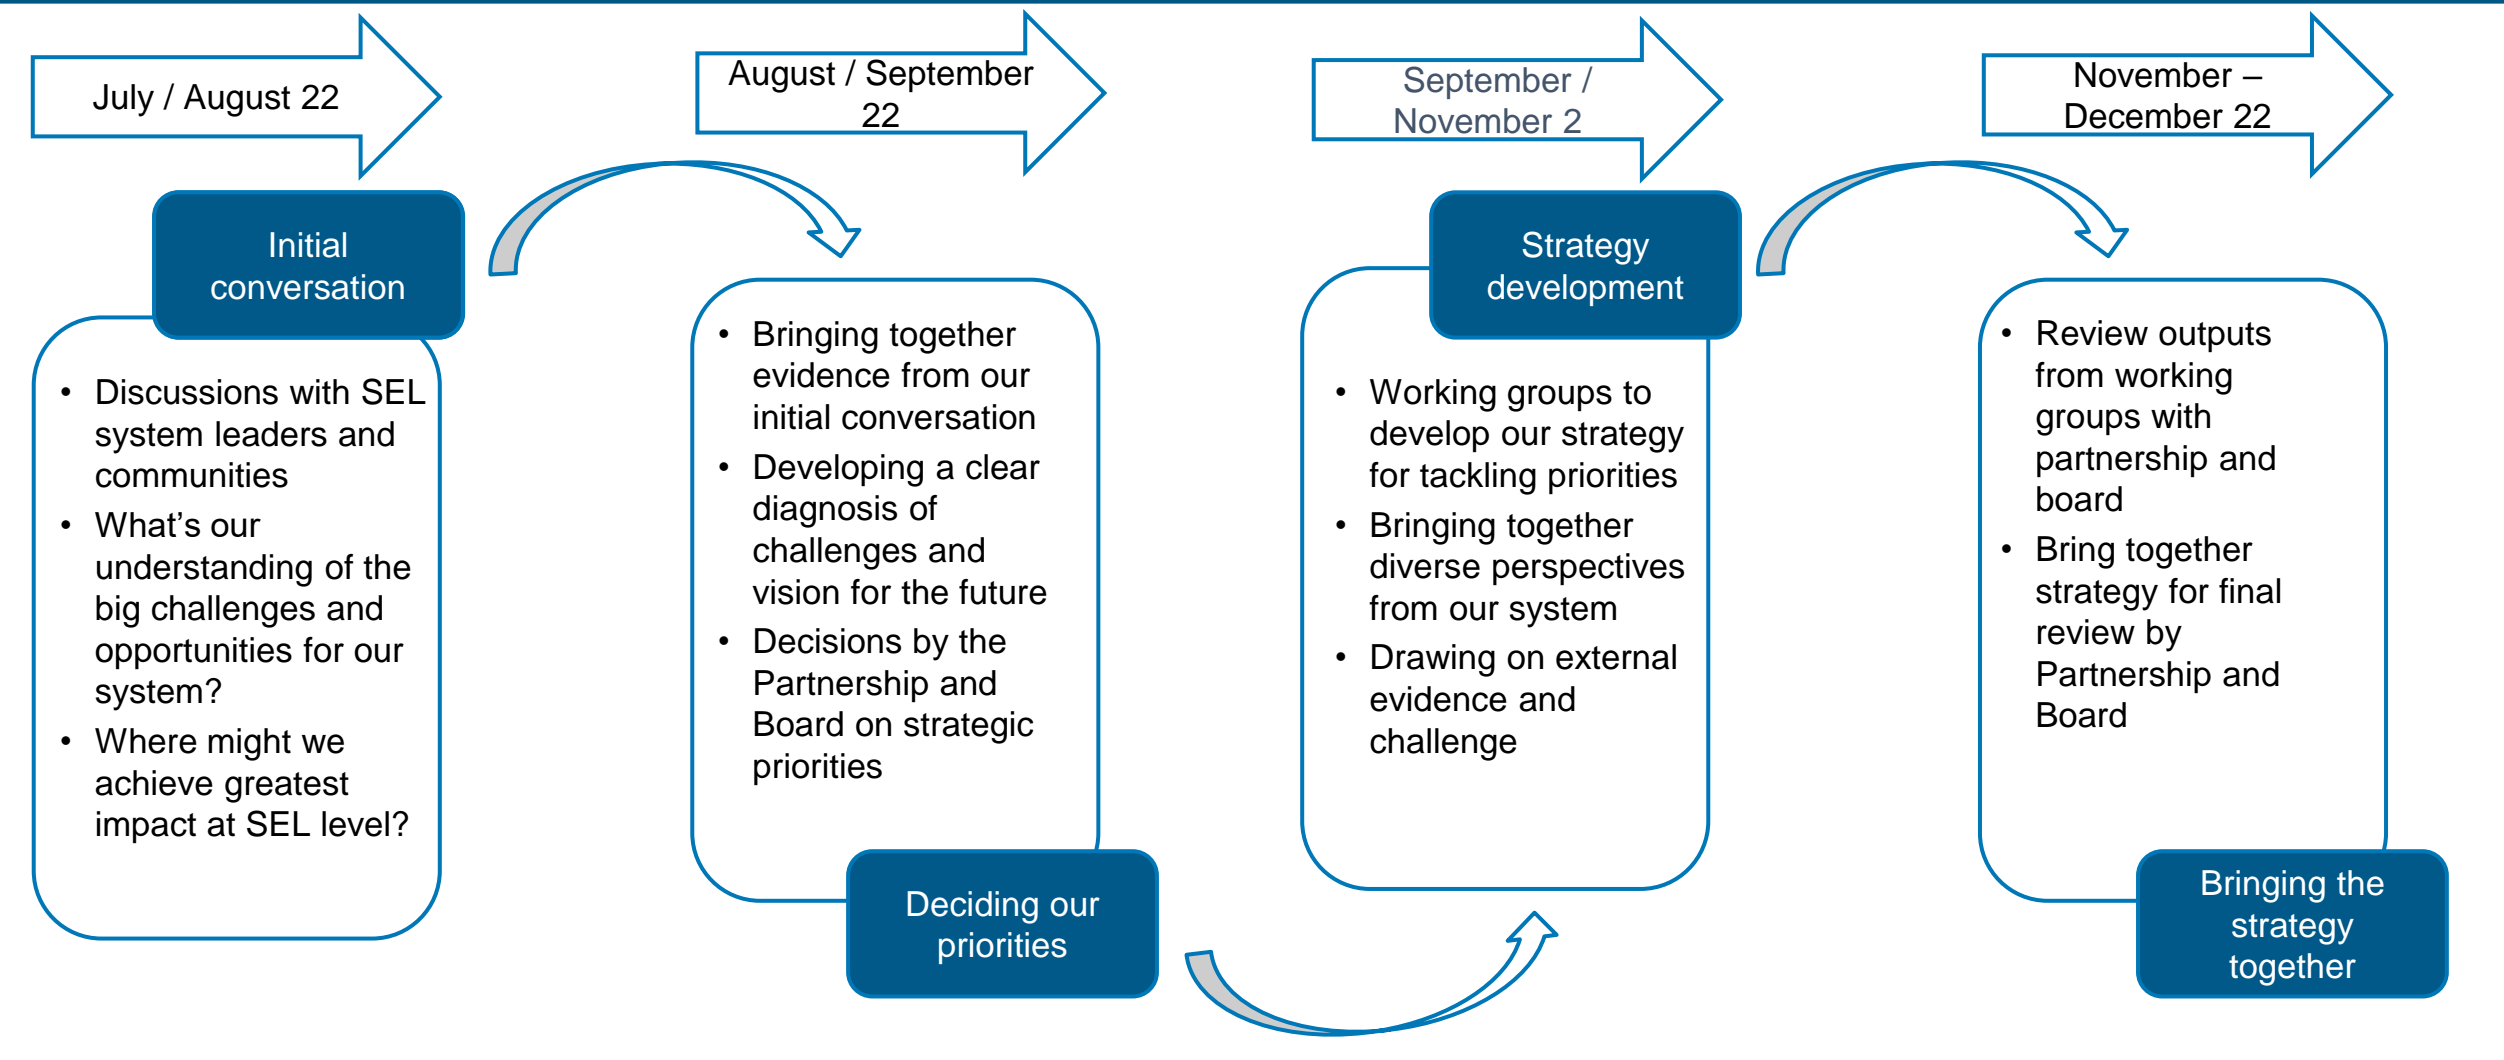 July / August 22
Initial
conversation
• Discussions with SEL
system leaders and
communities
• What’s our
understanding of the
big challenges and
opportunities for our
system?
• Where might we
achieve greatest
impact at SEL level?
August / September
22
• Bringing together
evidence from our
initial conversation
• Developing a clear
diagnosis of
challenges and
vision for the future
• Decisions by the
Partnership and
Board on strategic
priorities
Deciding our
priorities
September /
November 2
Strategy
development
• Working groups to
develop our strategy
for tackling priorities
• Bringing together
diverse perspectives
from our system
• Drawing on external
evidence and
challenge
November –
December 22
• Review outputs
from working
groups with
partnership and
board
• Bring together
strategy for final
review by
Partnership and
Board
Bringing the
strategy
together